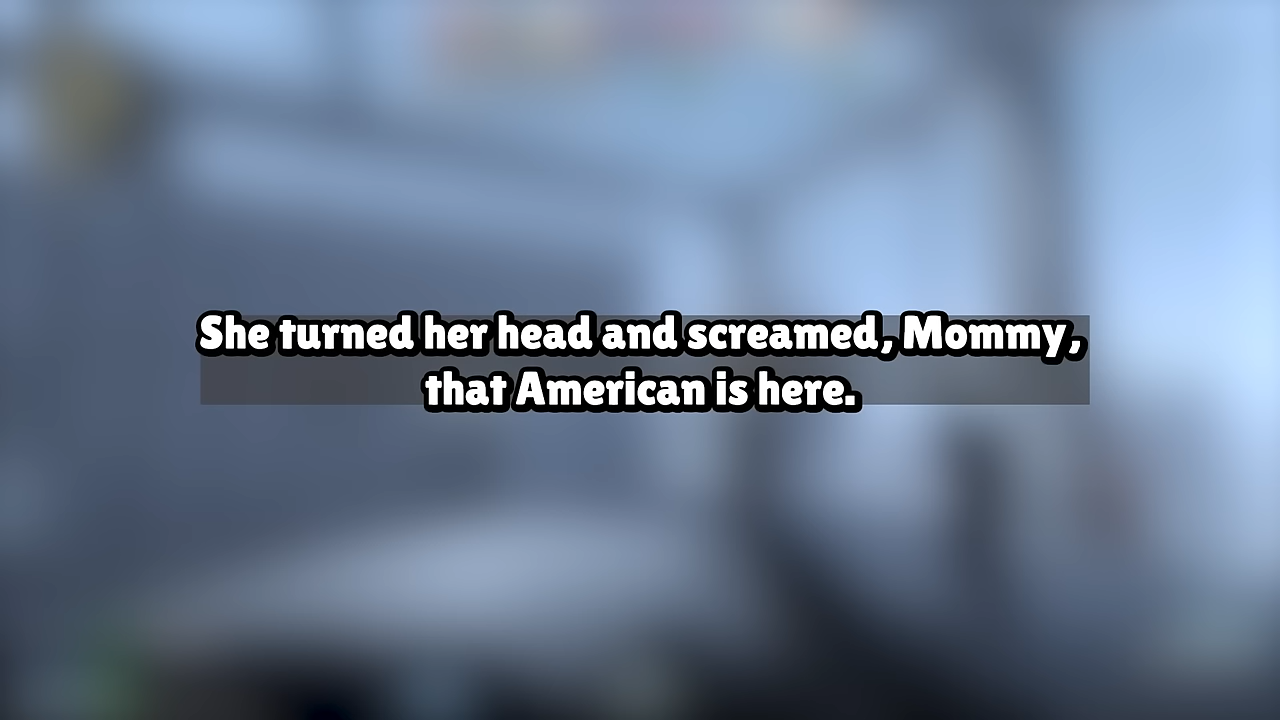 She turned her head and screamed, Mommy,
that American is here.